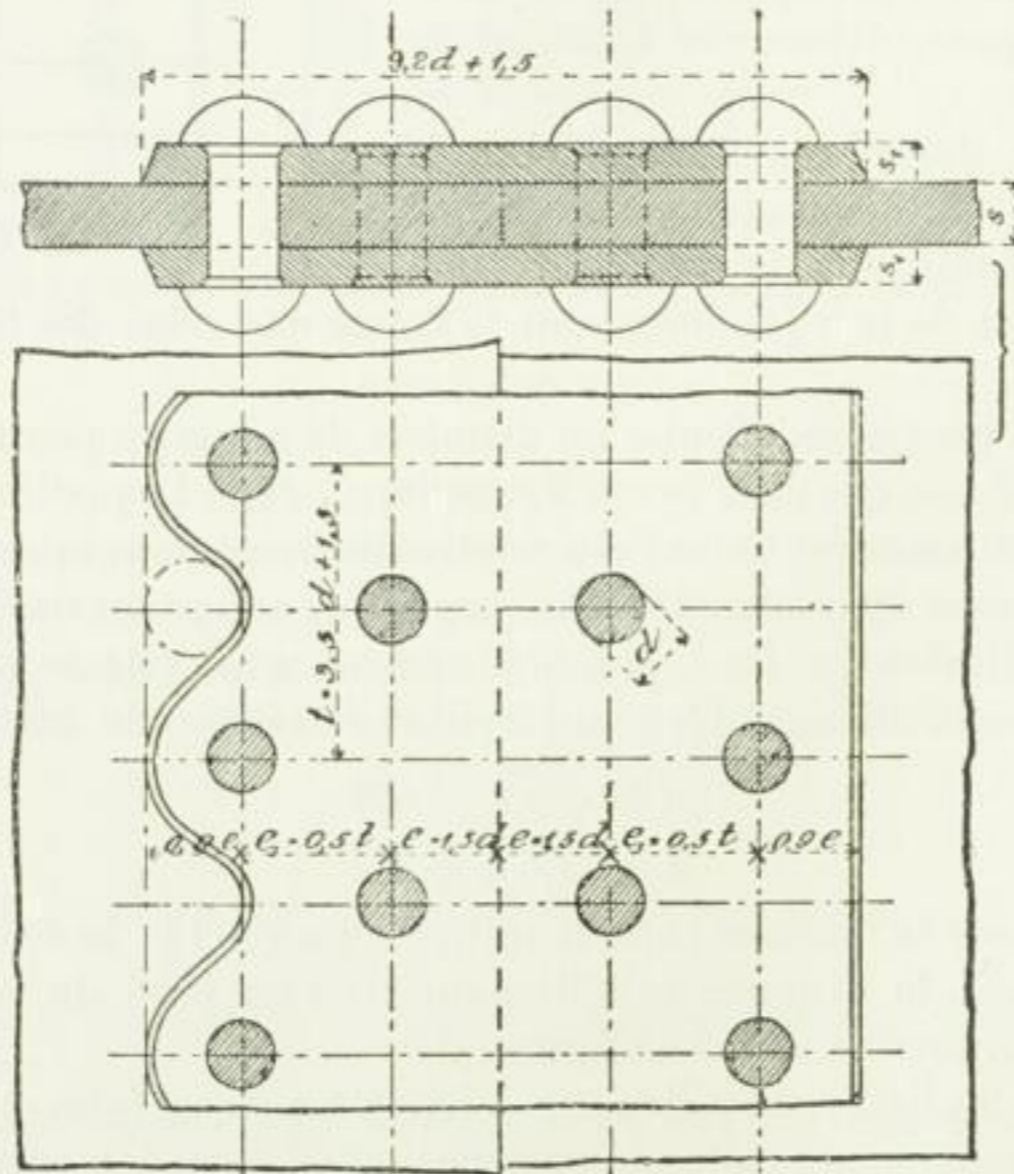 9,2d + 1,5
s₁
s
s₁
t = 3,5 d + 1,5
d
0,9 e e₁ = 0,5 t e = 1,5 d e = 1,5 d e₁ = 0,5 t 0,9 e